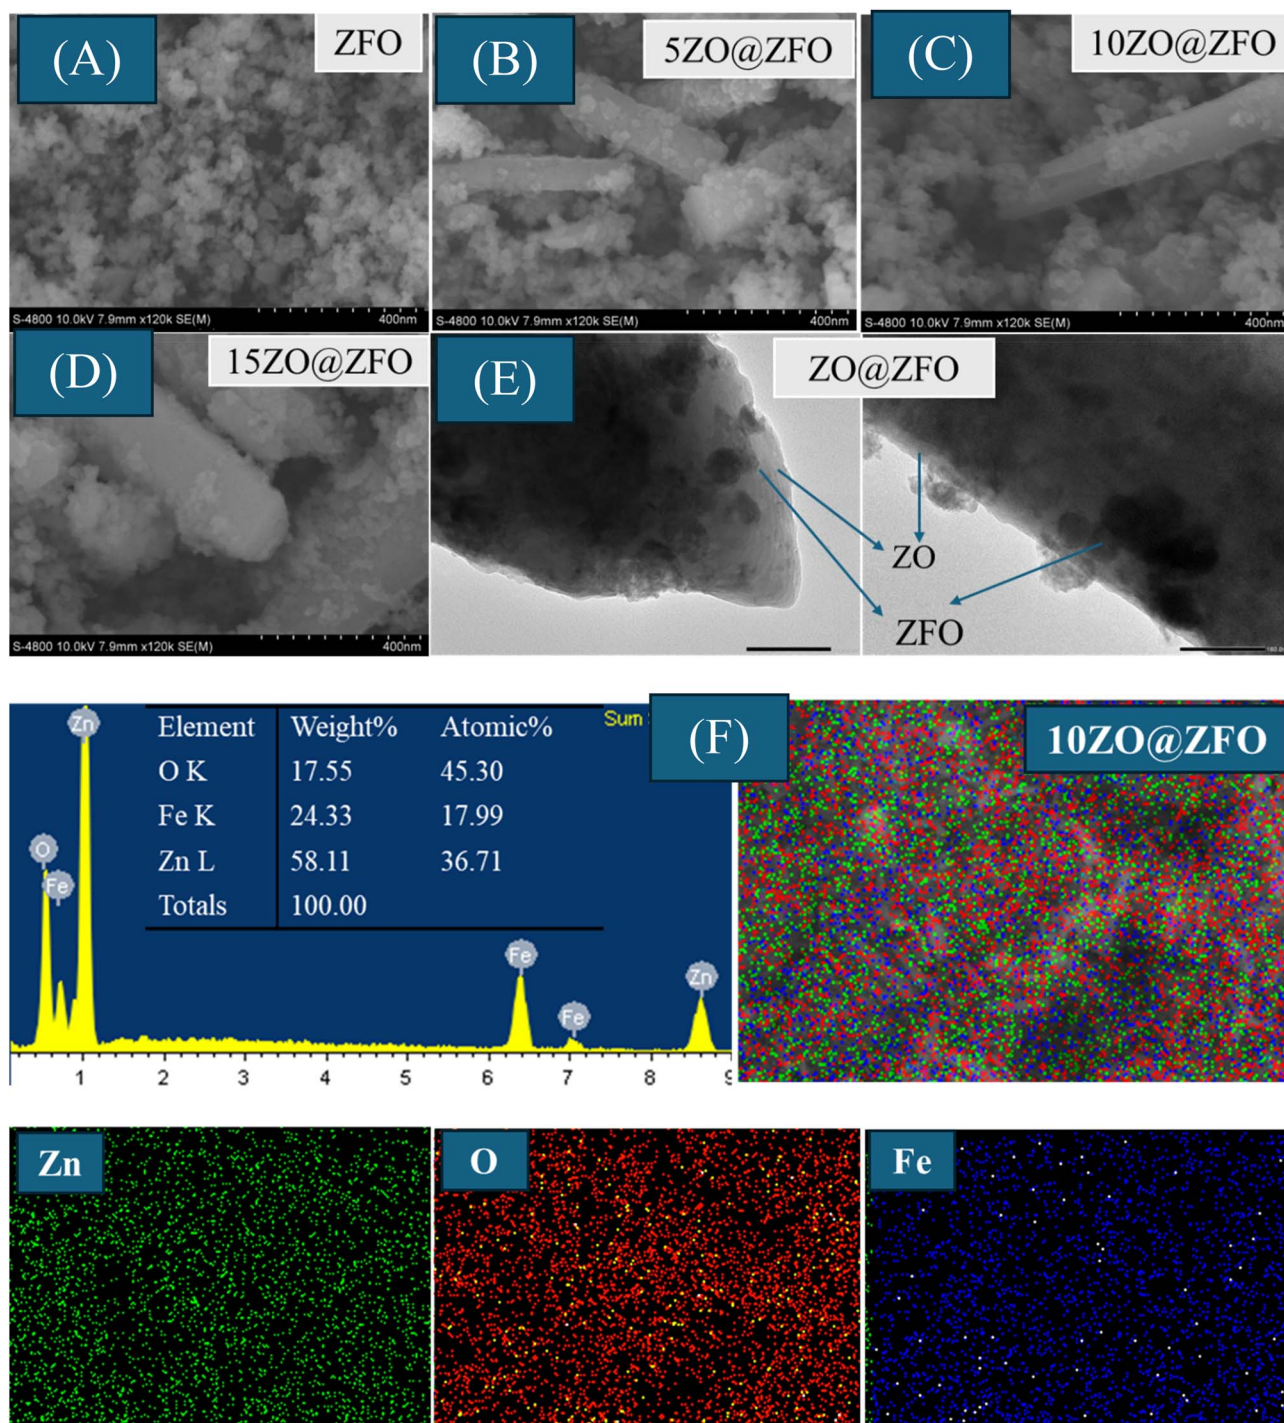 (A)
ZFO
S-4800 10.0kV 7.9mm x120k SE(M)
400nm
(B)
5ZO@ZFO
S-4800 10.0kV 7.9mm x120k SE(M)
400nm
(C)
10ZO@ZFO
S-4800 10.0kV 7.9mm x120k SE(M)
400nm
(D)
15ZO@ZFO
S-4800 10.0kV 7.9mm x120k SE(M)
400nm
(E)
ZO@ZFO
ZO
ZFO
Zn
O
Fe
Element Weight% Atomic%
O K 17.55 45.30
Fe K 24.33 17.99
Zn L 58.11 36.71
Totals 100.00
Sum
Fe
Fe
Zn
1 2 3 4 5 6 7 8 9
(F)
10ZO@ZFO
Zn
O
Fe